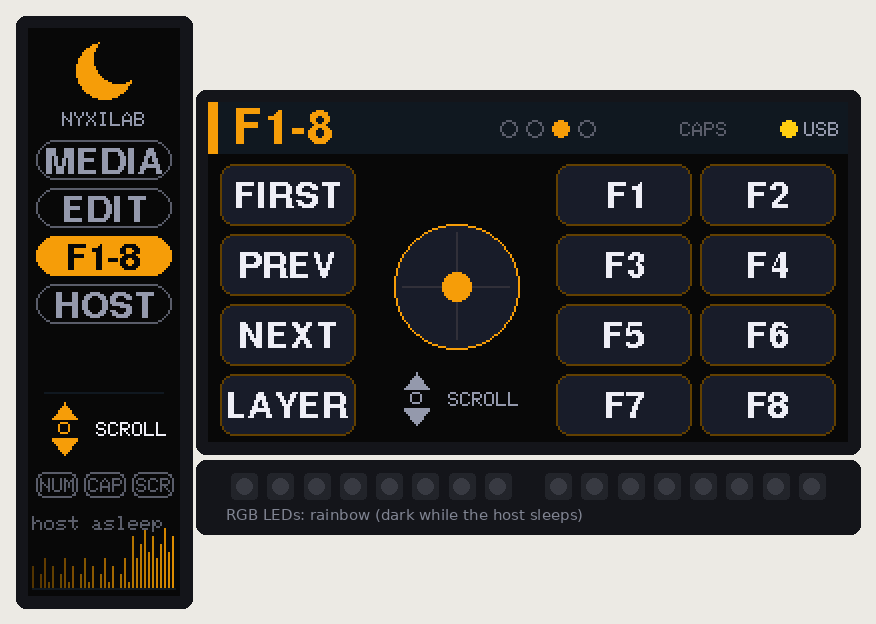 NYXILAB
MEDIA
EDIT
F1-8
HOST
SCROLL
NUM CAP SCR
host asleep
F1-8 CAPS USB
FIRST F1 F2
PREV F3 F4
NEXT F5 F6
LAYER SCROLL F7 F8
RGB LEDs: rainbow (dark while the host sleeps)